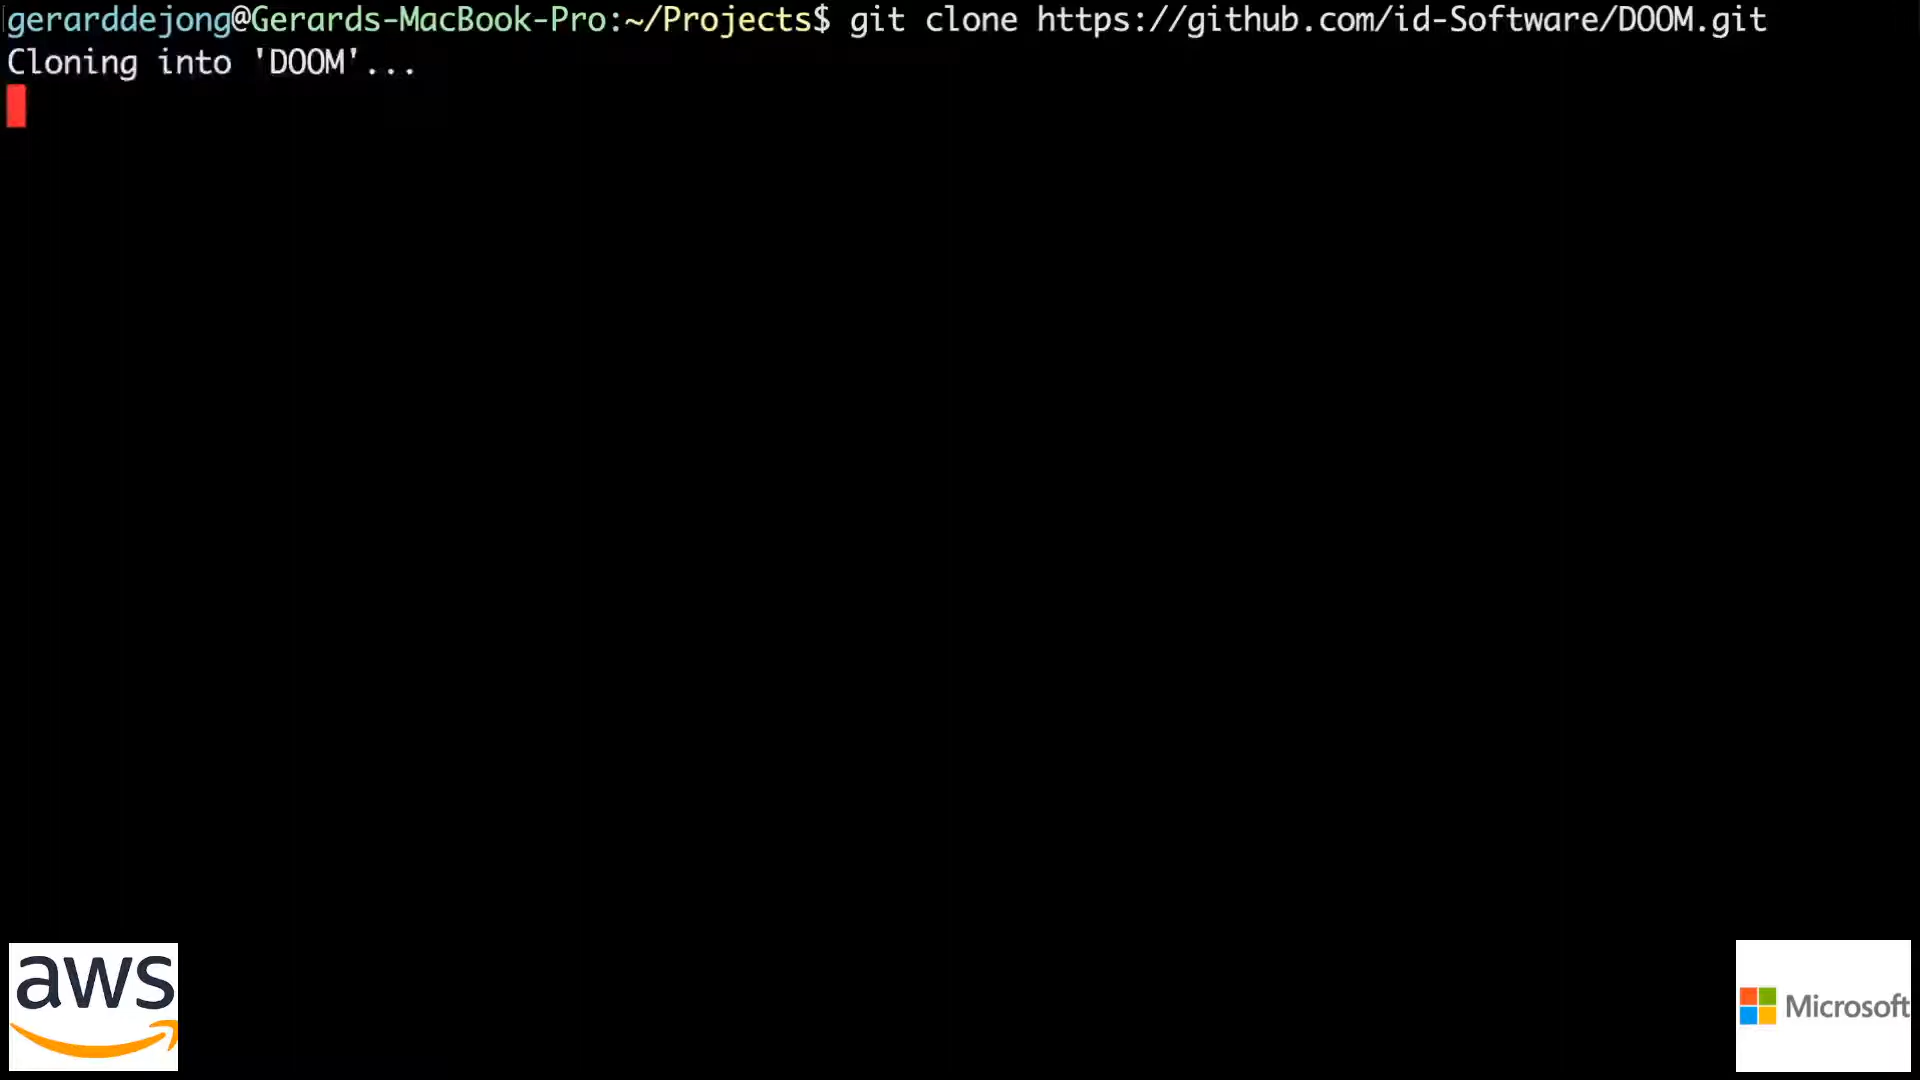 gerarddejong@Gerards-MacBook-Pro:~/Projects$ git clone https://github.com/id-Software/DOOM.git
Cloning into 'DOOM'...
aws
Microsoft